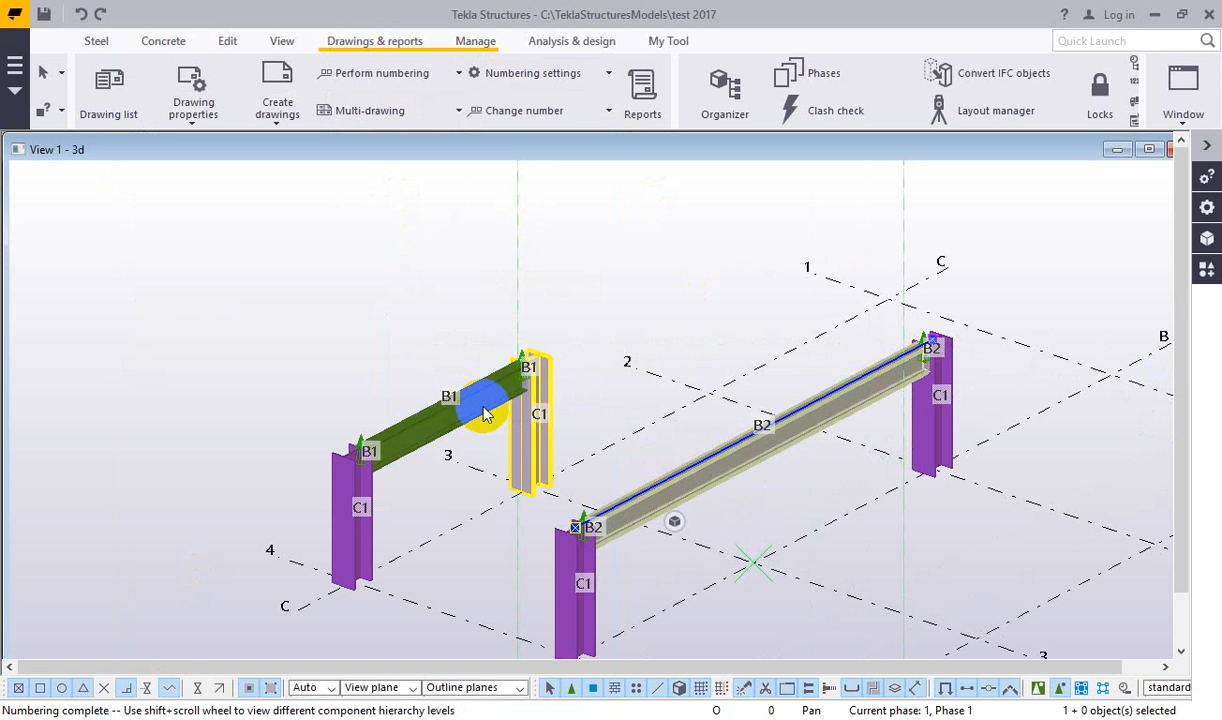 Tekla Structures - C:\TeklaStructuresModels\test 2017
? Log in
Steel Concrete Edit View Drawings & reports Manage Analysis & design My Tool
Quick Launch
Drawing list
Drawing properties
Create drawings
Perform numbering
Multi-drawing
Numbering settings
Change number
Reports
Organizer
Phases
Clash check
Convert IFC objects
Layout manager
Locks
Window
View 1 - 3d
1
C
B
2
B2
B1
B1
C1
B1
C1
B2
3
C1
B2
4
C1
C
3
Auto
View plane
Outline planes
standard
Numbering complete -- Use shift+scroll wheel to view different component hierarchy levels
O
0
Pan
Current phase: 1, Phase 1
1 + 0 object(s) selected